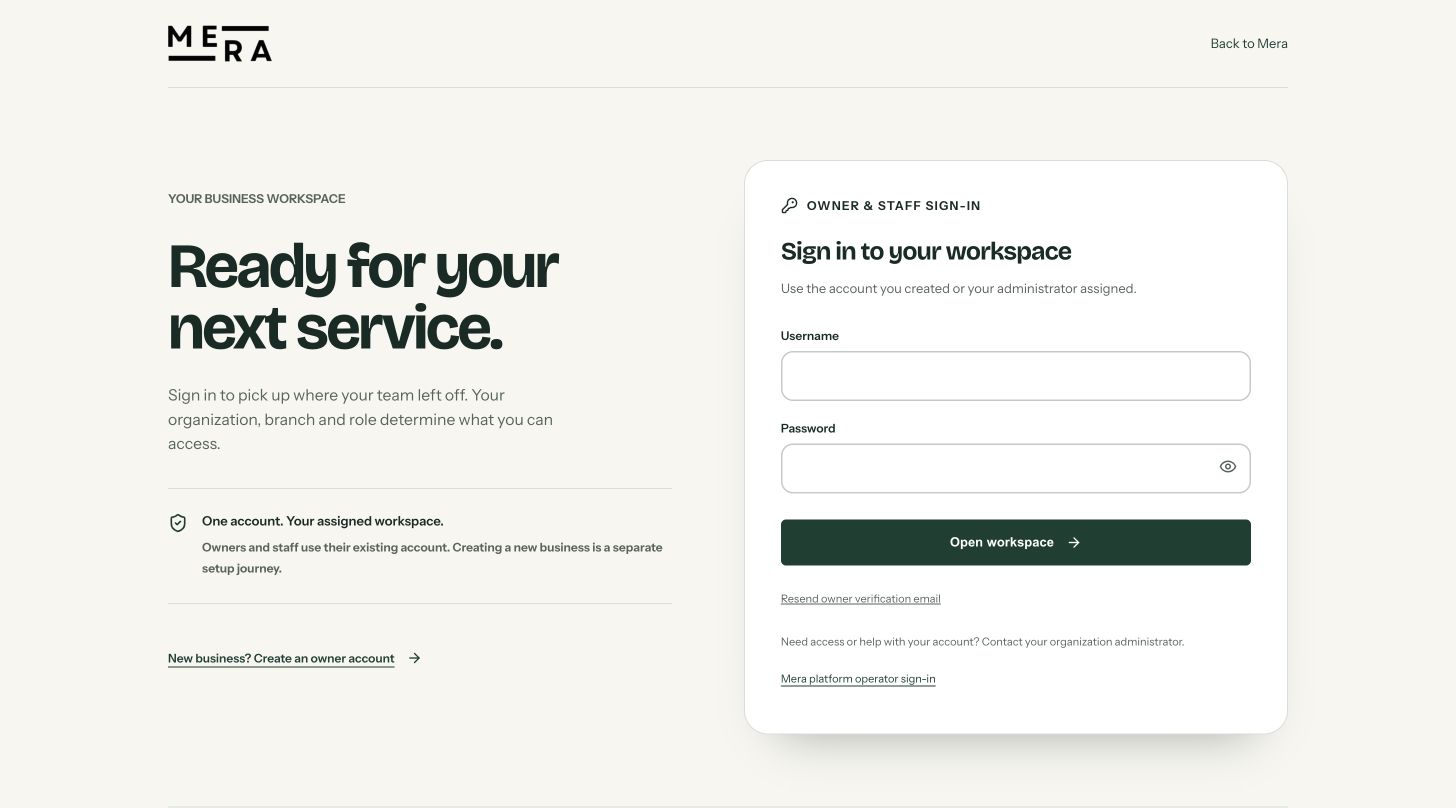 MERA
Back to Mera
YOUR BUSINESS WORKSPACE
Ready for your
next service.
Sign in to pick up where your team left off. Your
organization, branch and role determine what you can
access.
One account. Your assigned workspace.
Owners and staff use their existing account. Creating a new business is a separate
setup journey.
New business? Create an owner account
OWNER & STAFF SIGN-IN
Sign in to your workspace
Use the account you created or your administrator assigned.
Username
Password
Open workspace
Resend owner verification email
Need access or help with your account? Contact your organization administrator.
Mera platform operator sign-in